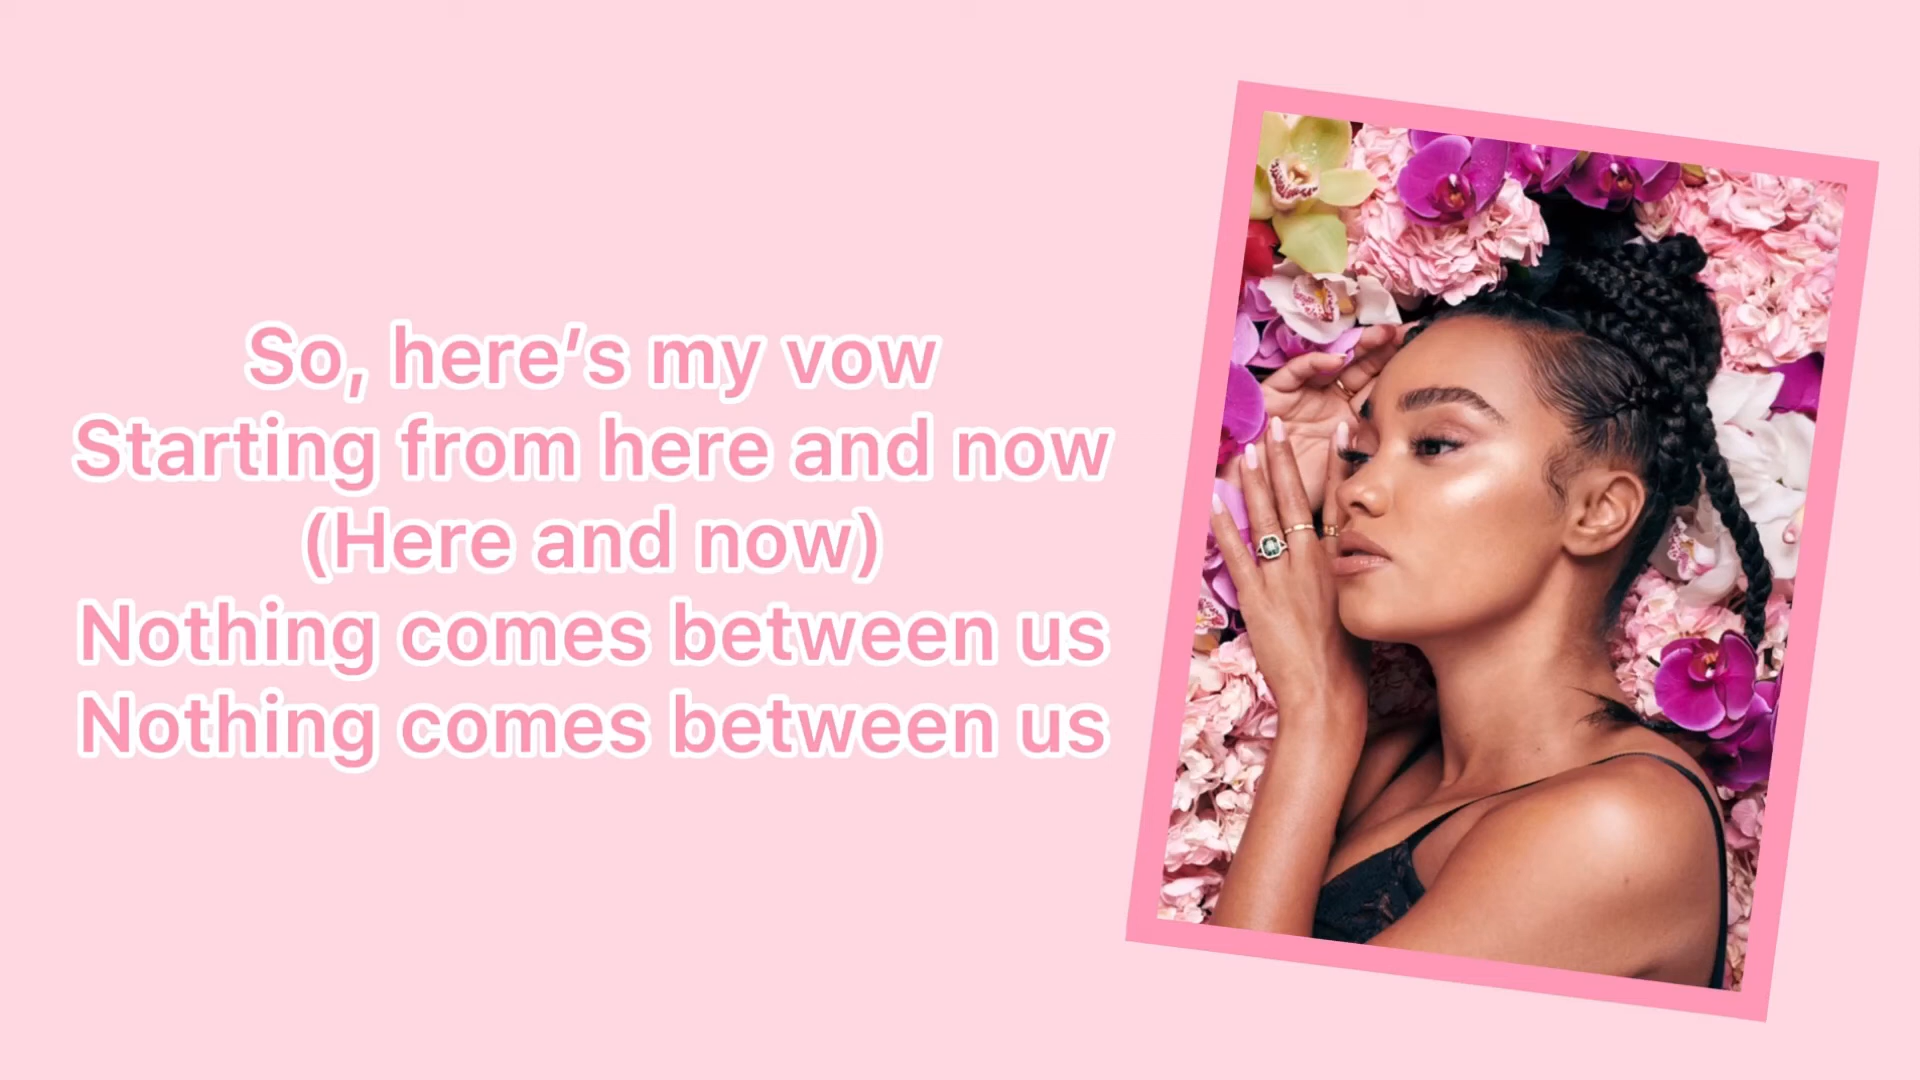 So, here’s my vow
Starting from here and now
(Here and now)
Nothing comes between us
Nothing comes between us